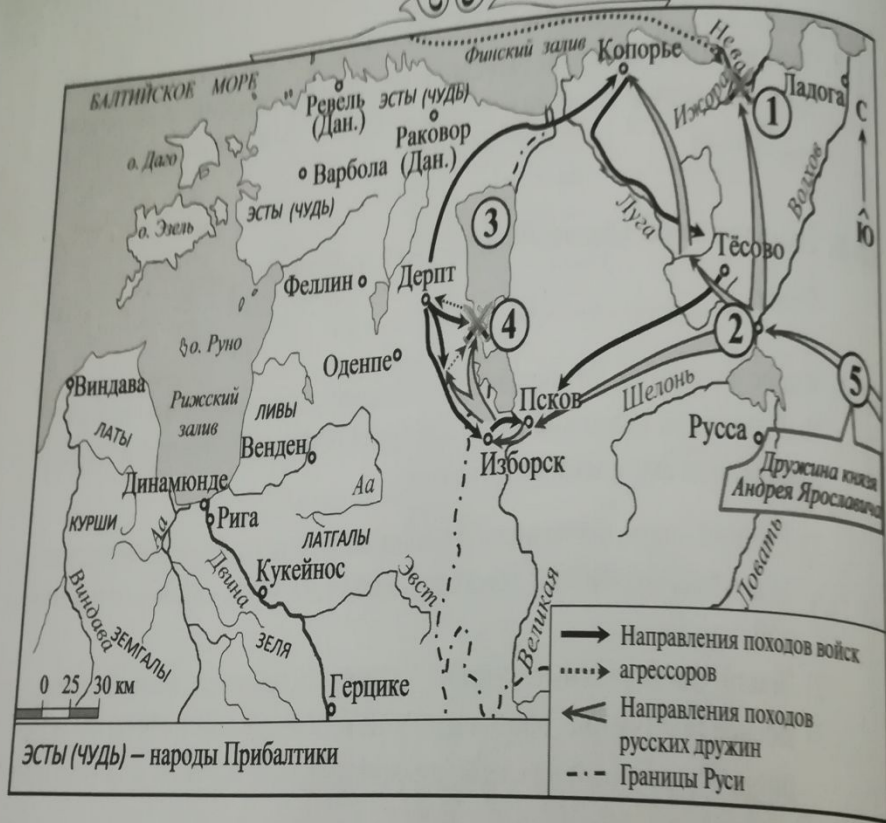 БАЛТИЙСКОЕ МОРЕ
Финский залив
Копорье
Нева
Ижора
Ладога
1
Ревель
(Дан.)
ЭСТЫ (ЧУДЬ)
Раковор
(Дан.)
С
Ю
о. Даго
Варбола
о. Эзель
ЭСТЫ (ЧУДЬ)
3
Луга
Волхов
Тёсово
Феллин
Дерпт
4
2
о. Руно
Оденпе
5
Виндава
Рижский
залив
ЛИВЫ
Псков
Шелонь
ЛАТЫ
Венден
Изборск
Русса
Дружина князя
Андрея Ярославича
Динамюнде
Аа
КУРШИ
Аа
Рига
ЛАТГАЛЫ
Двина
Кукейнос
Эвст
Виндава
ЗЕМГАЛЫ
ЗЕЛЯ
Великая
Ловать
0 25 30 км
Герцике
Направления походов войск
агрессоров
Направления походов
русских дружин
Границы Руси
ЭСТЫ (ЧУДЬ) – народы Прибалтики